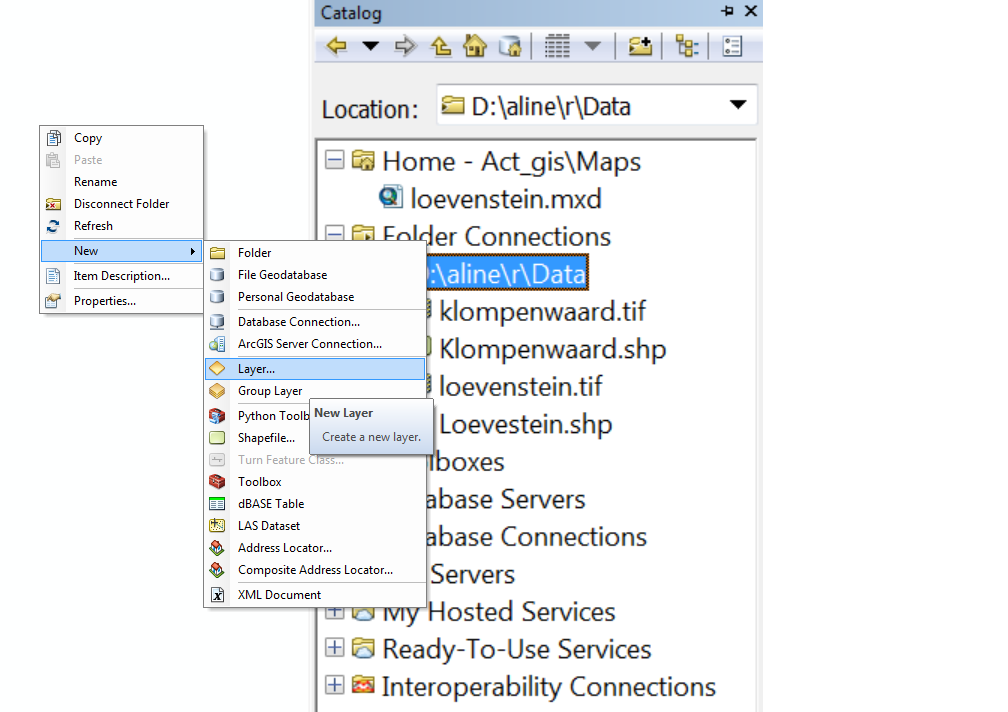 Catalog
Location: D:\aline\r\Data
Home - Act_gis\Maps
loevenstein.mxd
Folder Connections
:\aline\r\Data
klompenwaard.tif
Klompenwaard.shp
loevenstein.tif
Loevestein.shp
lboxes
abase Servers
abase Connections
Servers
My Hosted Services
Ready-To-Use Services
Interoperability Connections
Copy
Paste
Rename
Disconnect Folder
Refresh
New
Item Description...
Properties...
Folder
File Geodatabase
Personal Geodatabase
Database Connection...
ArcGIS Server Connection...
Layer...
Group Layer
Python Toolb
Shapefile...
Turn Feature Class...
Toolbox
dBASE Table
LAS Dataset
Address Locator...
Composite Address Locator...
XML Document
New Layer
Create a new layer.